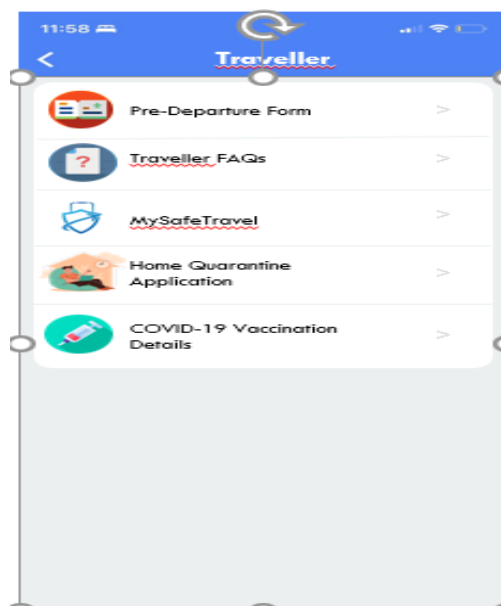 11:58
< Traveller
Pre-Departure Form >
Traveller FAQs >
MySafeTravel >
Home Quarantine
Application >
COVID-19 Vaccination
Details >